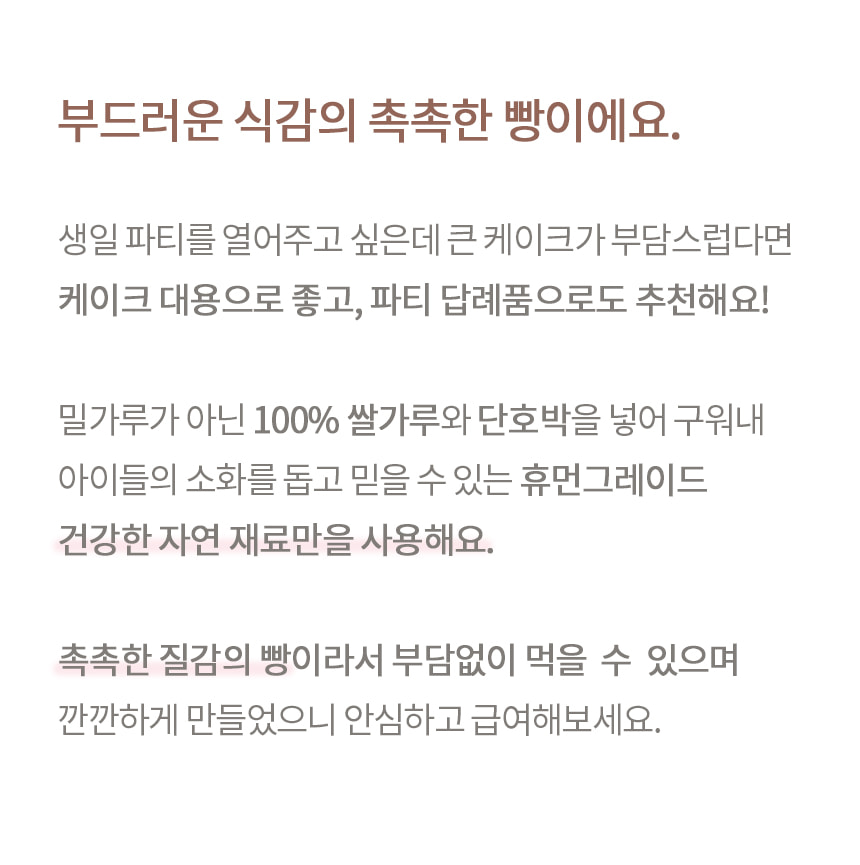 부드러운 식감의 촉촉한 빵이에요.
생일 파티를 열어주고 싶은데 큰 케이크가 부담스럽다면
케이크 대용으로 좋고, 파티 답례품으로도 추천해요!
밀가루가 아닌 100% 쌀가루와 단호박을 넣어 구워내
아이들의 소화를 돕고 믿을 수 있는 휴먼그레이드
건강한 자연 재료만을 사용해요.
촉촉한 질감의 빵이라서 부담없이 먹을 수 있으며
깐깐하게 만들었으니 안심하고 급여해보세요.